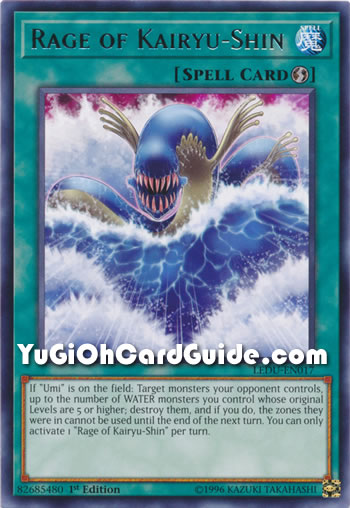 RAGE OF KAIRYU-SHIN
魔
[SPELL CARD]
YuGiOhCardGuide.com
LEDU-EN017
If "Umi" is on the field: Target monsters your opponent controls,
up to the number of WATER monsters you control whose original
Levels are 5 or higher; destroy them, and if you do, the zones they
were in cannot be used until the end of the next turn. You can only
activate 1 "Rage of Kairyu-Shin" per turn.
82685480 1st Edition ©1996 KAZUKI TAKAHASHI